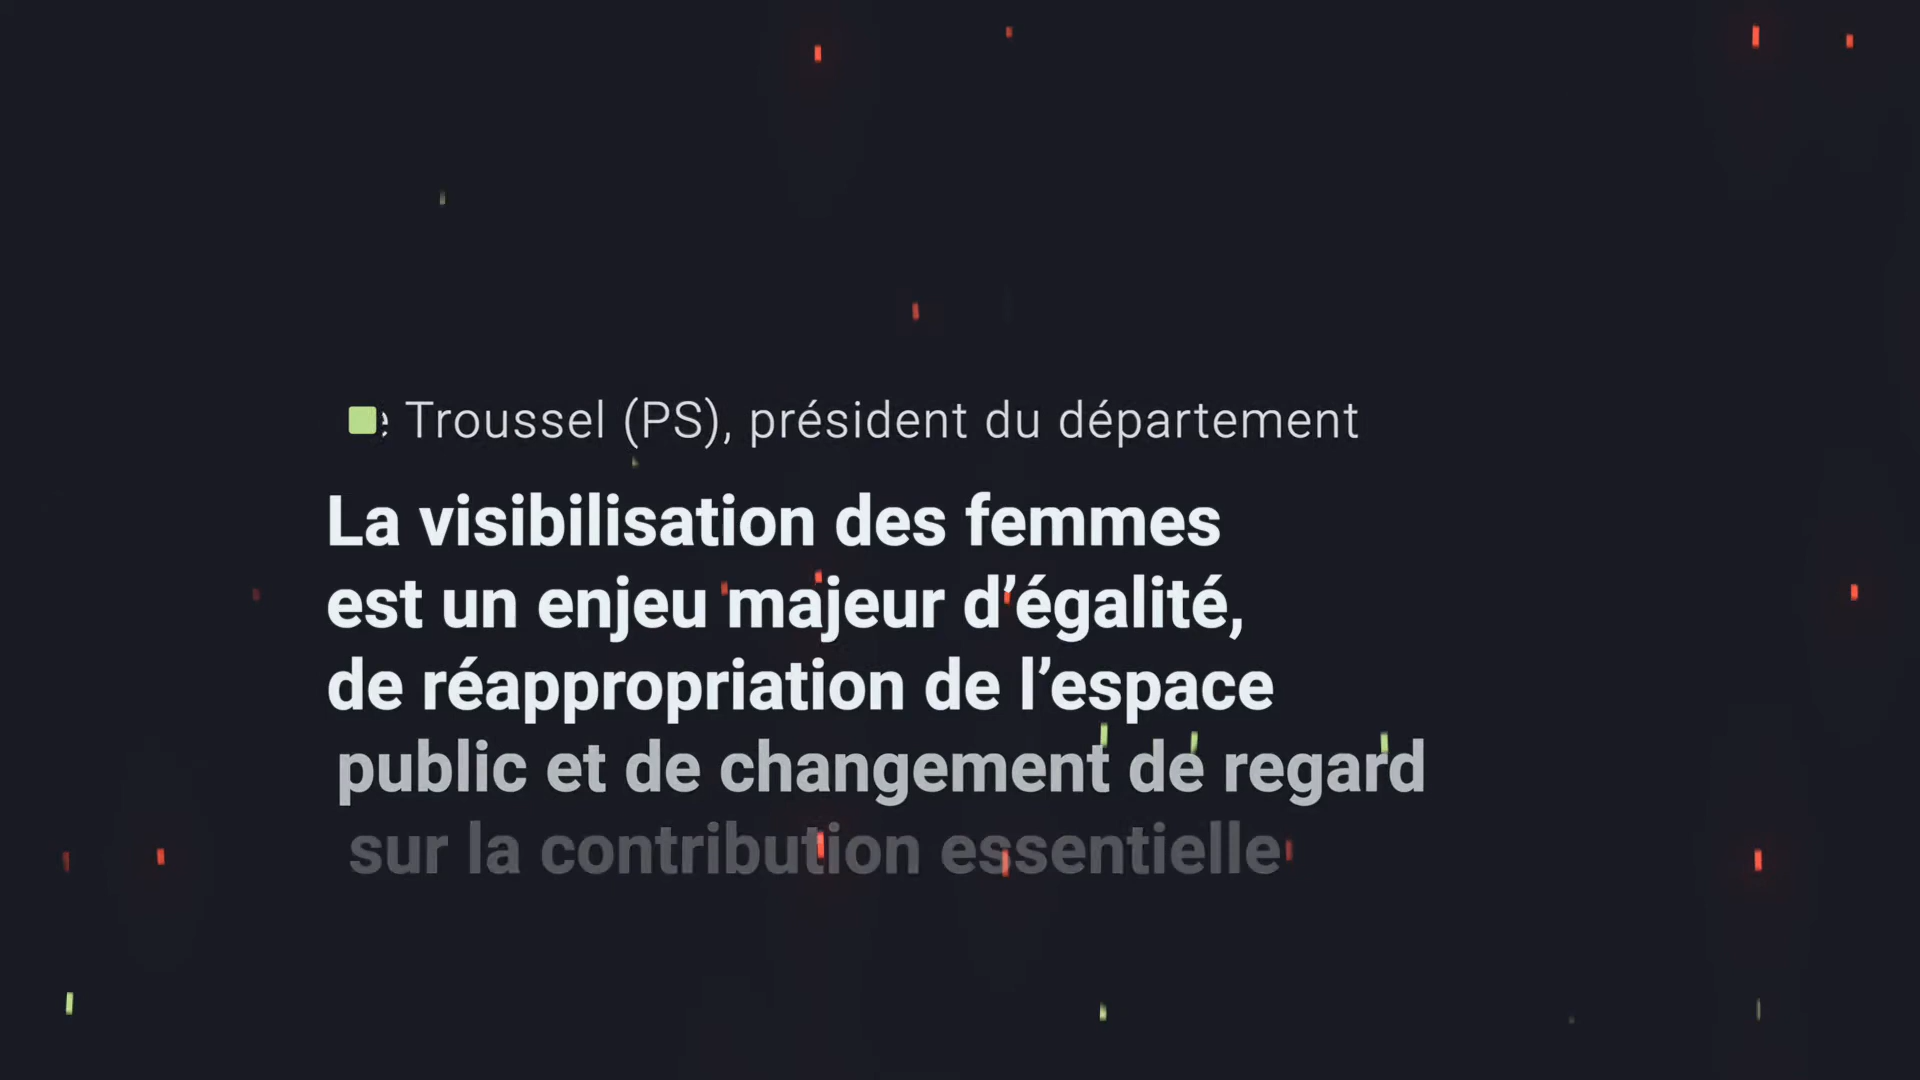 Troussel (PS), président du département
La visibilisation des femmes
est un enjeu majeur d’égalité,
de réappropriation de l’espace
public et de changement de regard
sur la contribution essentielle